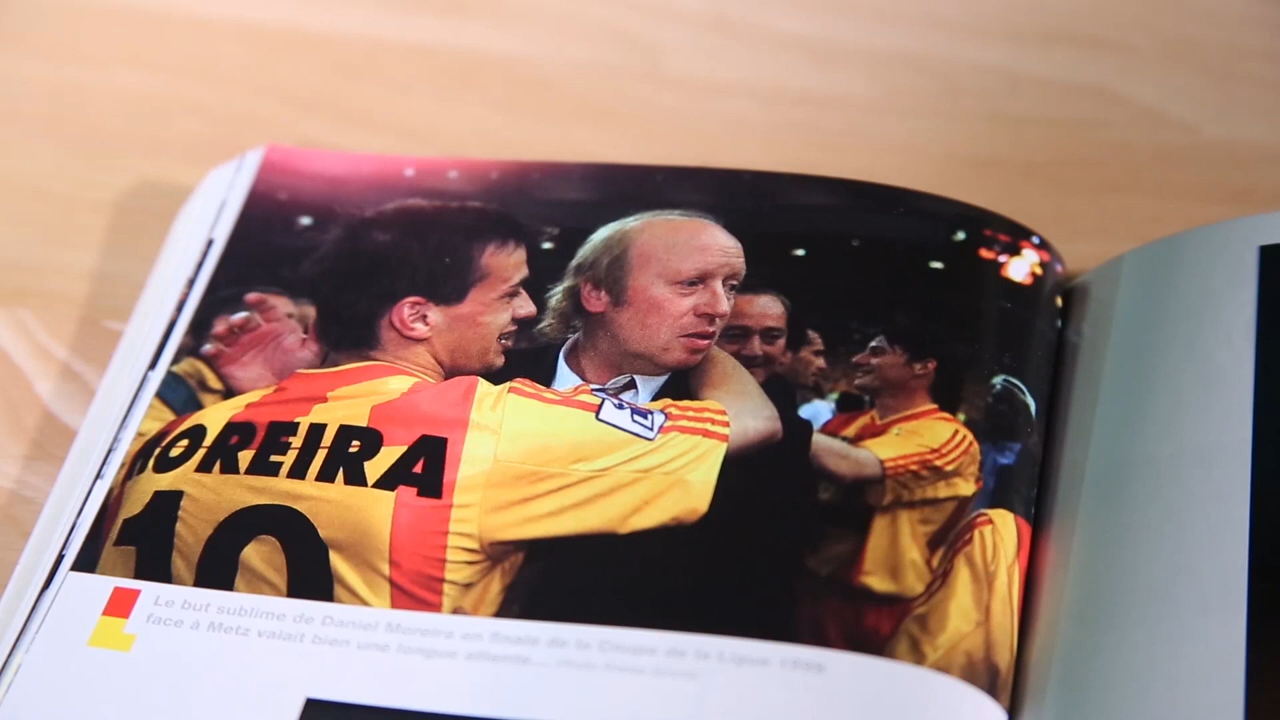 MOREIRA
10
Le but sublime de Daniel Moreira en finale de la Coupe de la Ligue 1999
face à Metz valait bien une longue attente...